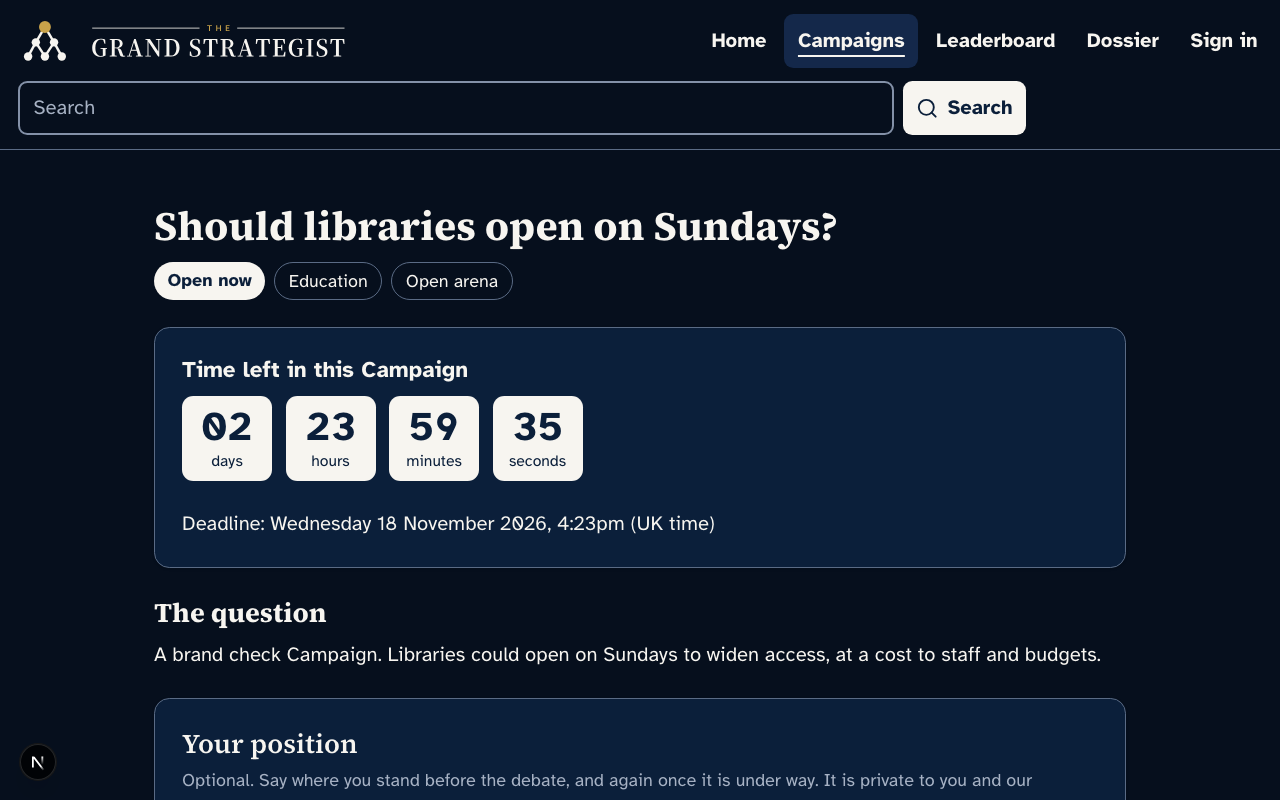 THE
GRAND STRATEGIST
Home Campaigns Leaderboard Dossier Sign in
Search Search
Should libraries open on Sundays?
Open now Education Open arena
Time left in this Campaign
02 23 59 35
days hours minutes seconds
Deadline: Wednesday 18 November 2026, 4:23pm (UK time)
The question
A brand check Campaign. Libraries could open on Sundays to widen access, at a cost to staff and budgets.
Your position
N
Optional. Say where you stand before the debate, and again once it is under way. It is private to you and our